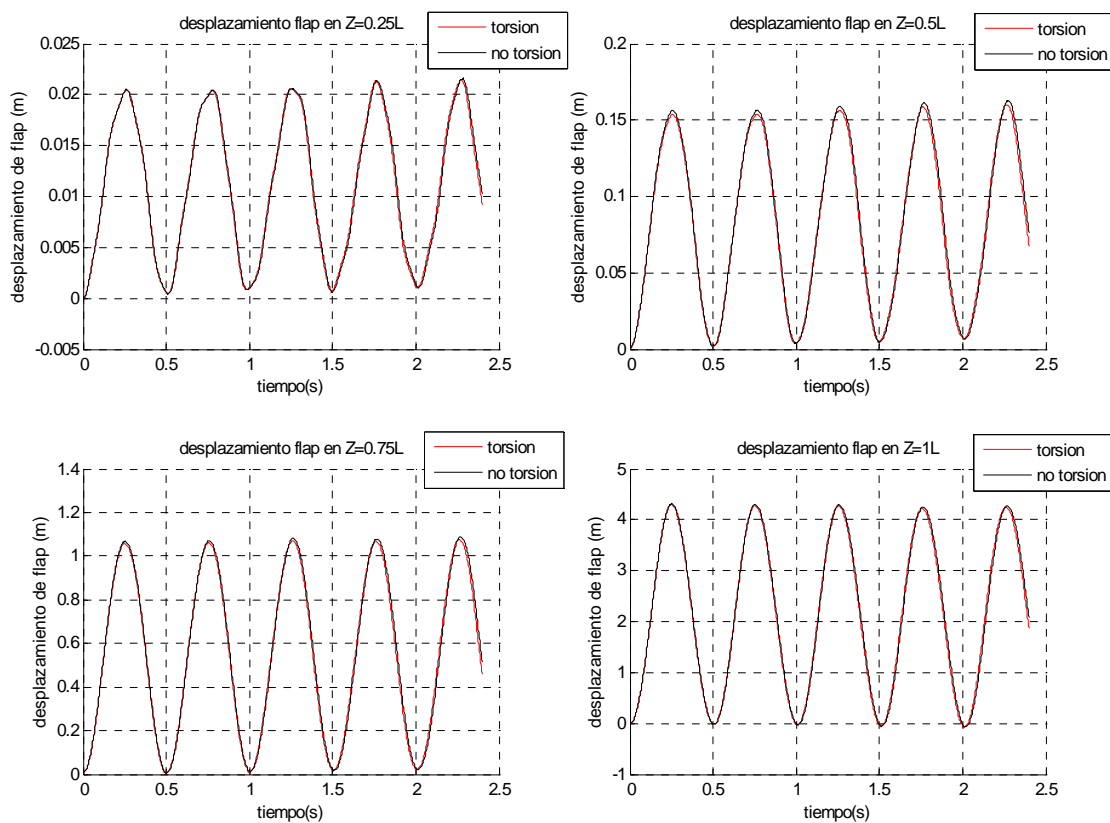 desplazamiento flap en Z=0.25L
torsion
no torsion
desplazamiento de flap (m)
0.025
0.02
0.015
0.01
0.005
0
-0.005
0
0.5
1
1.5
2
2.5
tiempo(s)
desplazamiento flap en Z=0.5L
torsion
no torsion
desplazamiento de flap (m)
0.2
0.15
0.1
0.05
0
0
0.5
1
1.5
2
2.5
tiempo(s)
desplazamiento flap en Z=0.75L
torsion
no torsion
desplazamiento de flap (m)
1.4
1.2
1
0.8
0.6
0.4
0.2
0
0
0.5
1
1.5
2
2.5
tiempo(s)
desplazamiento flap en Z=1L
torsion
no torsion
desplazamiento de flap (m)
5
4
3
2
1
0
-1
0
0.5
1
1.5
2
2.5
tiempo(s)